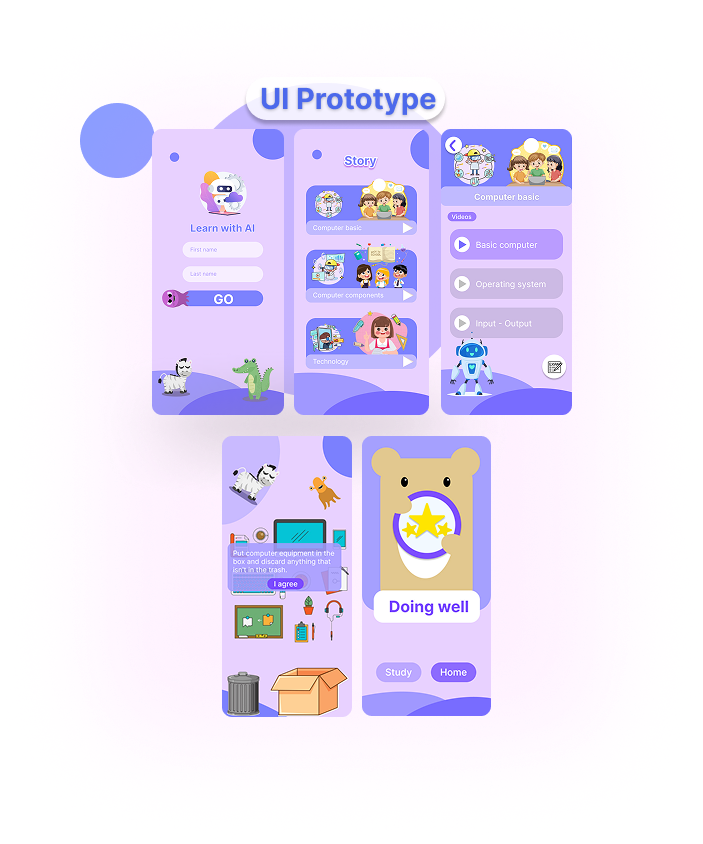 UI Prototype
Learn with AI
First name
Last name
GO
Story
Computer basic
Computer components
Technology
Computer basic
Videos
Basic computer
Operating system
Input - Output
Put computer equipment in the
box and discard anything that
isn't in the trash.
I agree
Doing well
Study
Home